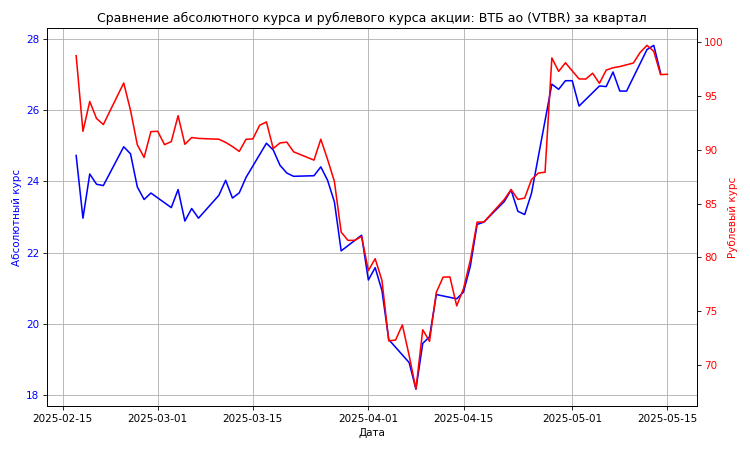 Сравнение абсолютного курса и рублевого курса акции: ВТБ ао (VTBR) за квартал
28
26
24
22
20
18
Абсолютный курс
100
95
90
85
80
75
70
Рублевый курс
2025-02-15 2025-03-01 2025-03-15 2025-04-01 2025-04-15 2025-05-01 2025-05-15
Дата